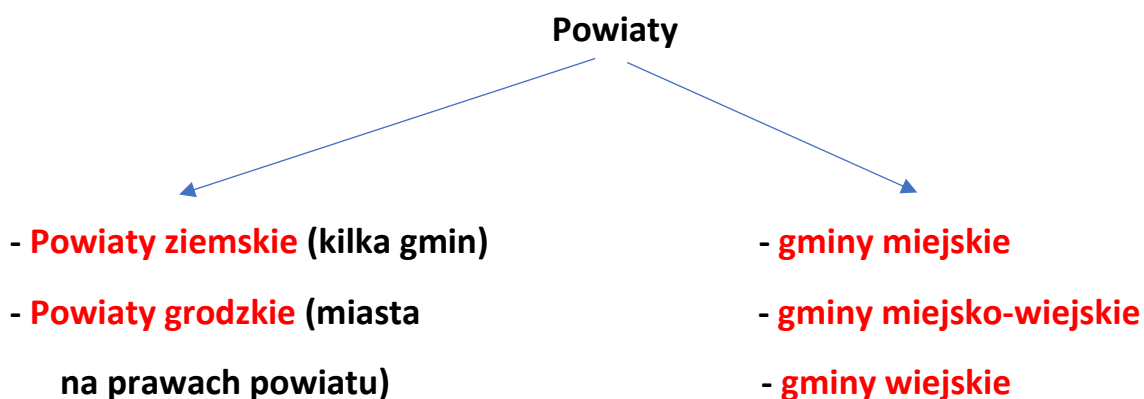 Powiaty
- Powiaty ziemskie (kilka gmin)
- Powiaty grodzkie (miasta
na prawach powiatu)
- gminy miejskie
- gminy miejsko-wiejskie
- gminy wiejskie